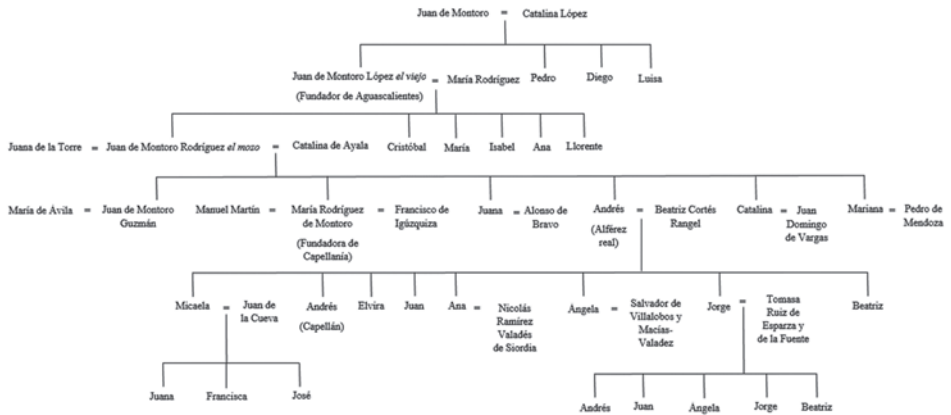 Juan de Montoro = Catalina López
Juan de Montoro López el viejo = María Rodríguez Pedro Diego Luisa
(Fundador de Aguascalientes)
Juana de la Torre = Juan de Montoro Rodríguez el mozo = Catalina de Ayala Cristóbal María Isabel Ana Llorente
María de Ávila = Juan de Montoro Manuel Martín = María Rodríguez = Francisco de Juana = Alonso de Andrés = Beatriz Cortés Catalina = Juan Mariana = Pedro de
Guzmán de Montoro Igúzquiza Bravo (Alférez Rangel Domingo Mendoza
(Fundadora de real) de Vargas
Capellanía)
Micaela = Juan de Andrés Elvira Juan Ana = Nicolás Ángela = Salvador de Jorge = Tomasa Beatriz
la Cueva (Capellán) Ramírez Villalobos y Ruiz de
Valadés Macías- Esparza y
de Siordia Valadez de la Fuente
Juana Francisca José
Andrés Juan Ángela Jorge Beatriz